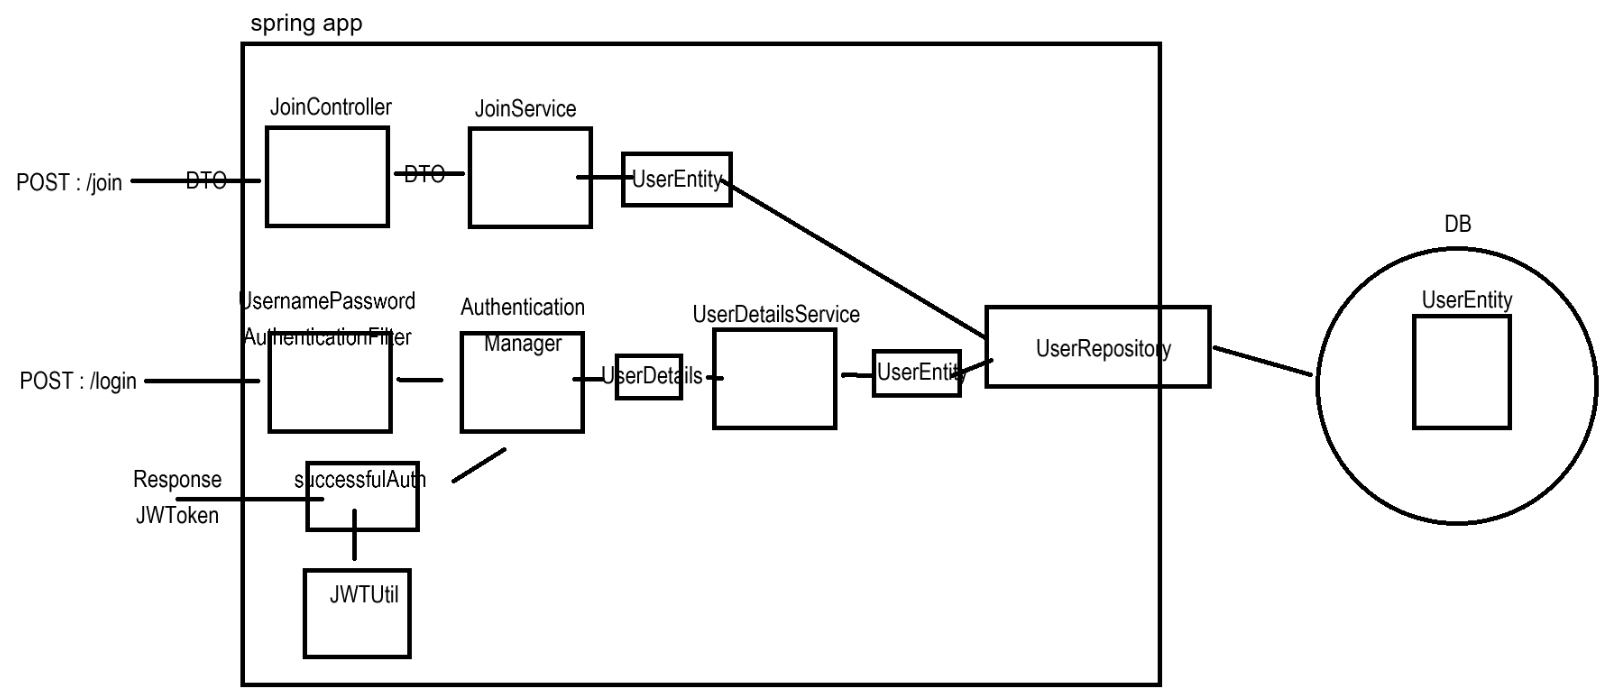 spring app
JoinController
JoinService
POST : /join
DTO
DTO
UserEntity
DB
UserEntity
UsernamePassword
AuthenticationFilter
Authentication
Manager
UserDetailsService
UserRepository
POST : /login
UserDetails
UserEntity
Response
JWToken
successfulAuth
JWTUtil